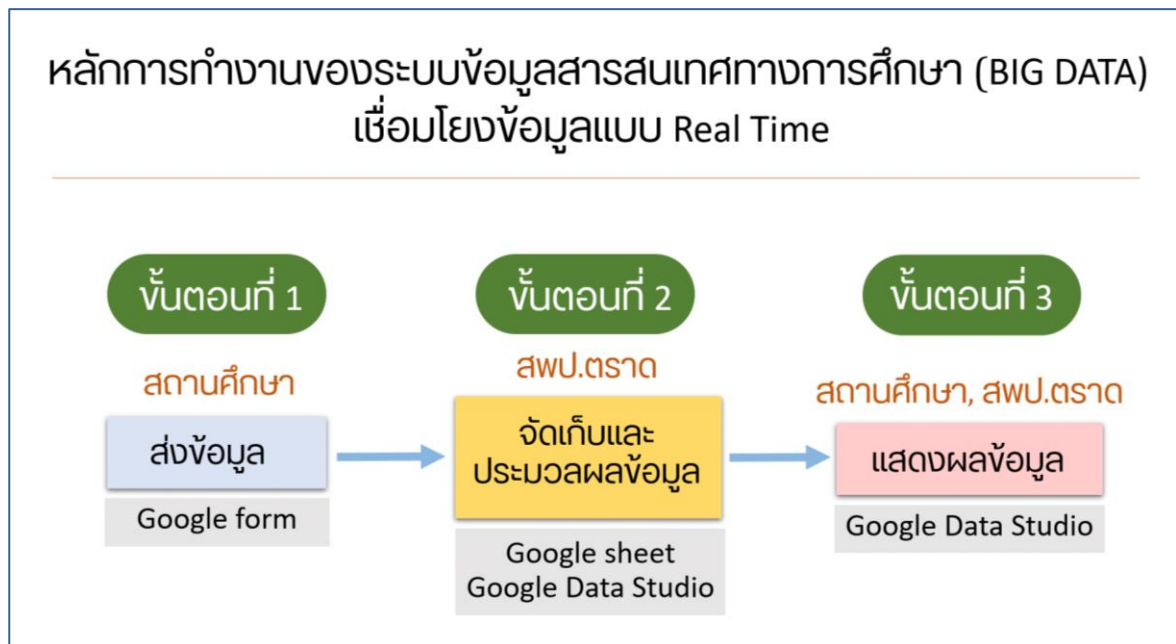 หลักการทำงานของระบบข้อมูลสารสนเทศทางการศึกษา (BIG DATA)
เชื่อมโยงข้อมูลแบบ Real Time
ขั้นตอนที่ 1
สถานศึกษา
ส่งข้อมูล
Google form
ขั้นตอนที่ 2
สพป.ตราด
จัดเก็บและ
ประมวลผลข้อมูล
Google sheet
Google Data Studio
ขั้นตอนที่ 3
สถานศึกษา, สพป.ตราด
แสดงผลข้อมูล
Google Data Studio